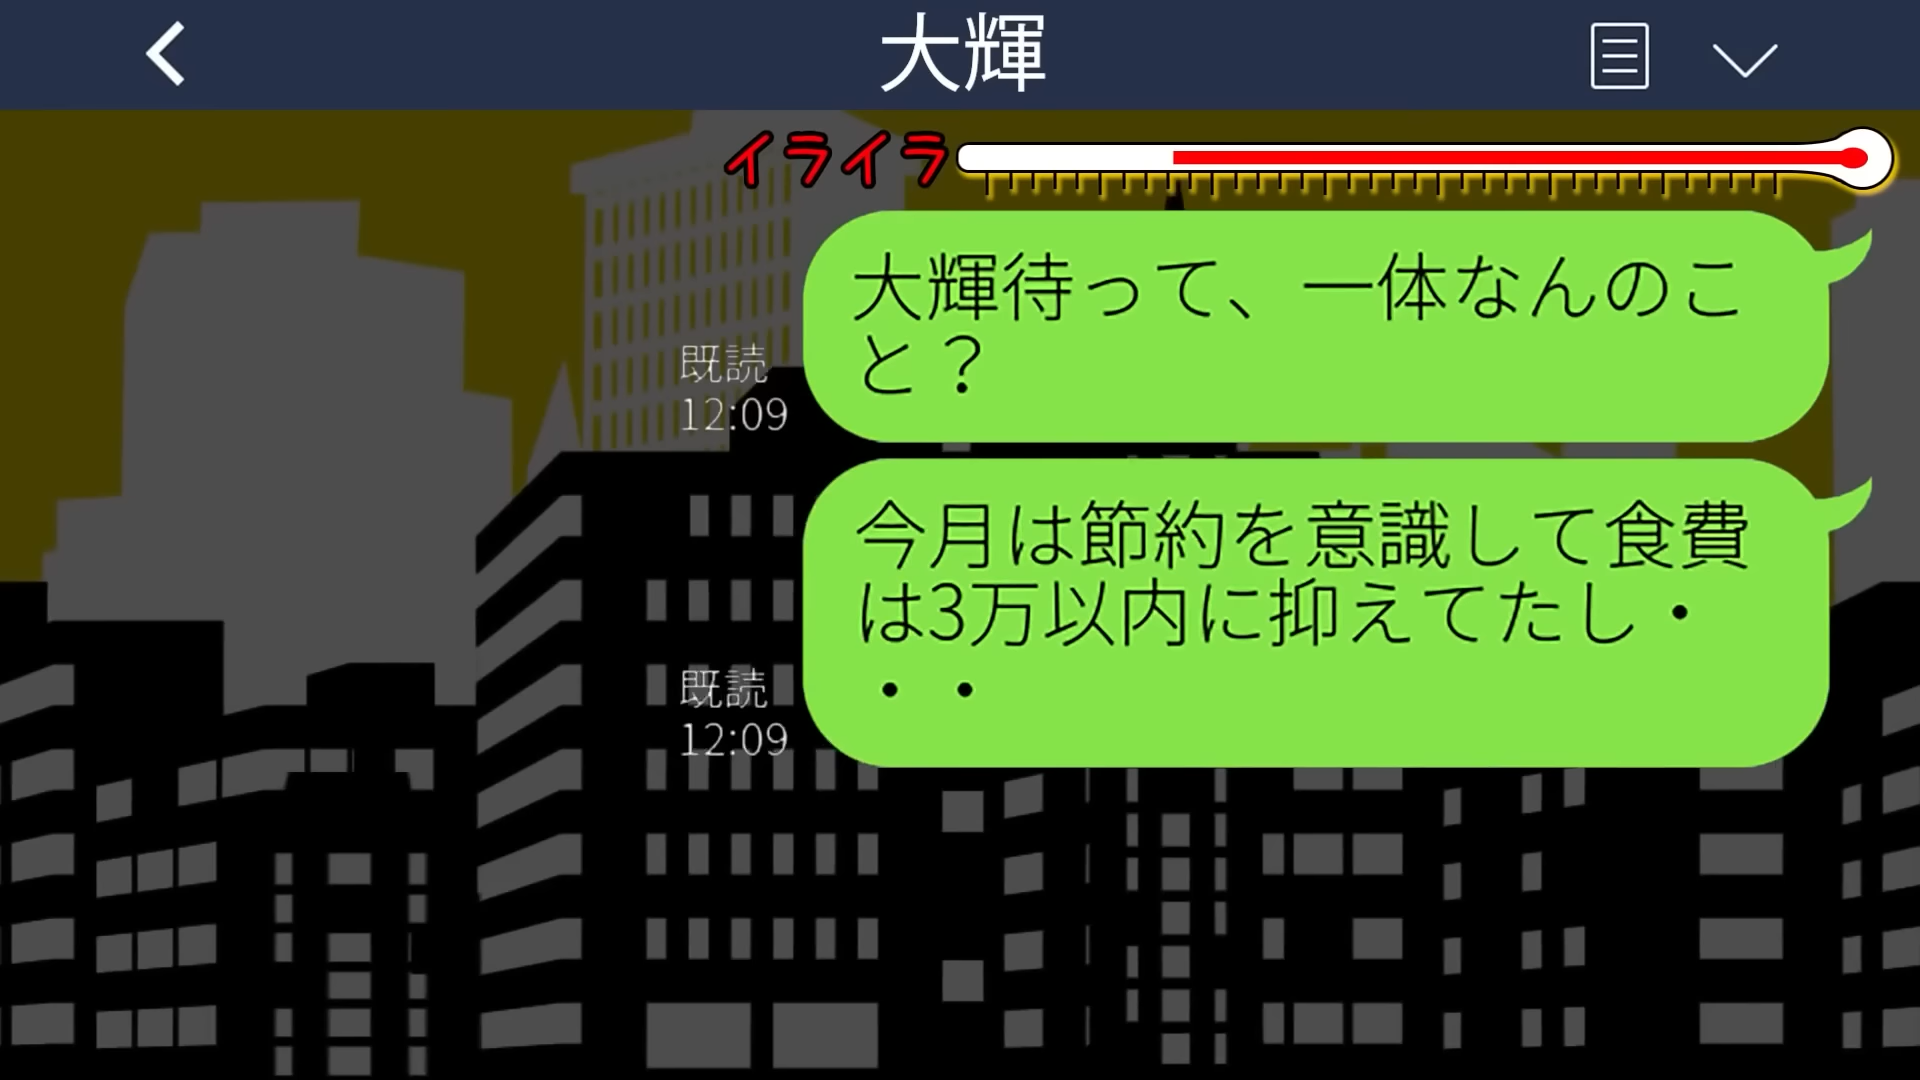 大輝
イライラ
大輝待って、一体なんのこ
と？
既読
12:09
今月は節約を意識して食費
は3万以内に抑えてたし・
・・
既読
12:09